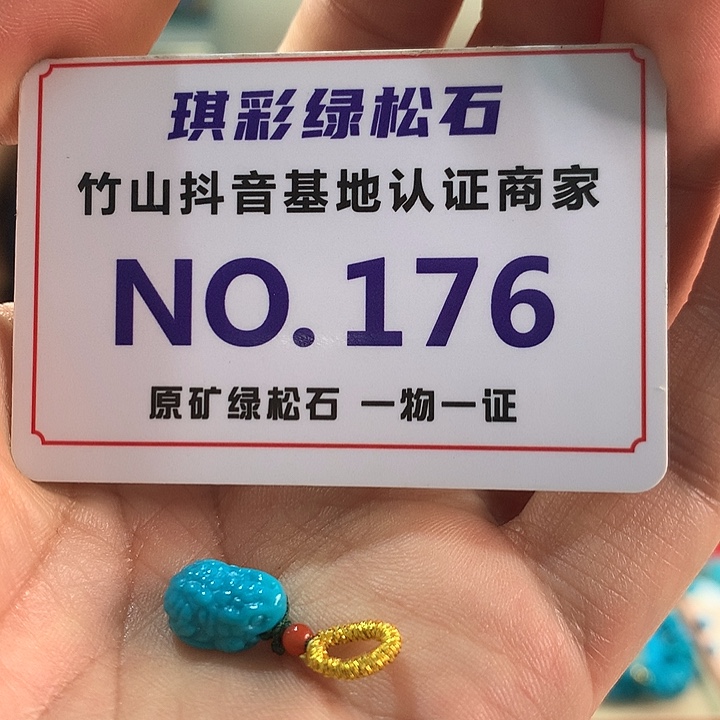 琪彩绿松石
竹山抖音基地认证商家
NO.176
原矿绿松石 一物一证